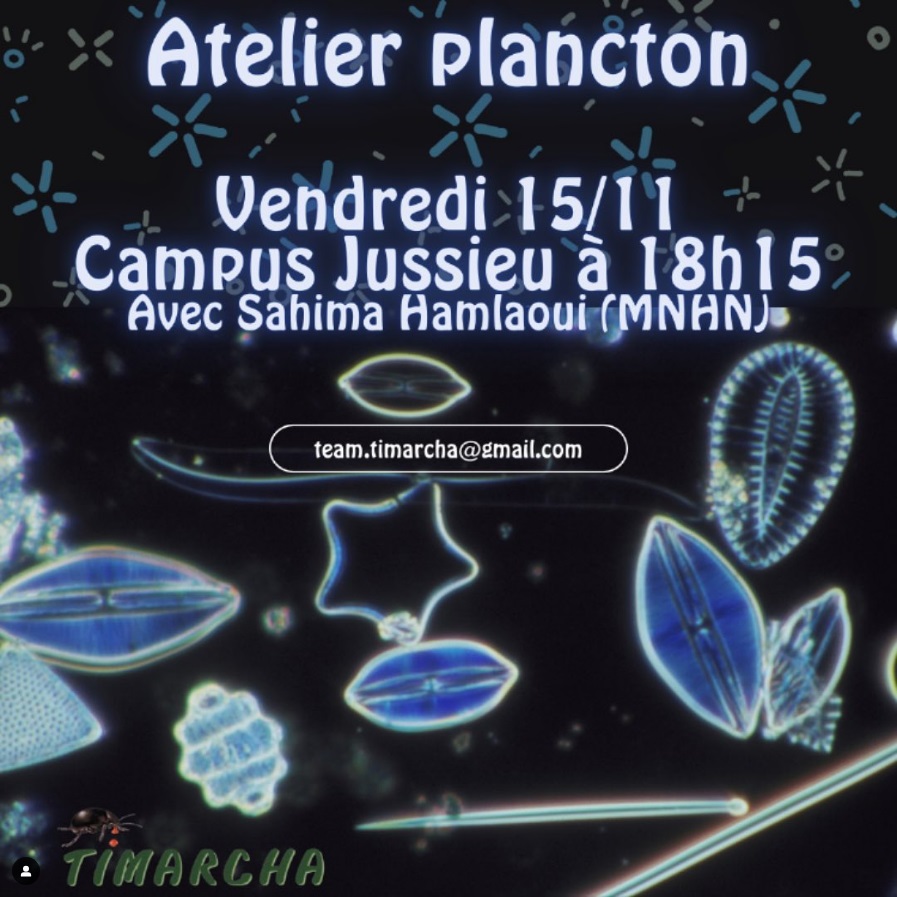 Atelier plancton
Vendredi 15/11
Campus Jussieu à 18h15
Avec Sahima Hamlaoui (MNHN)
team.timarcha@gmail.com
TIMARCHA